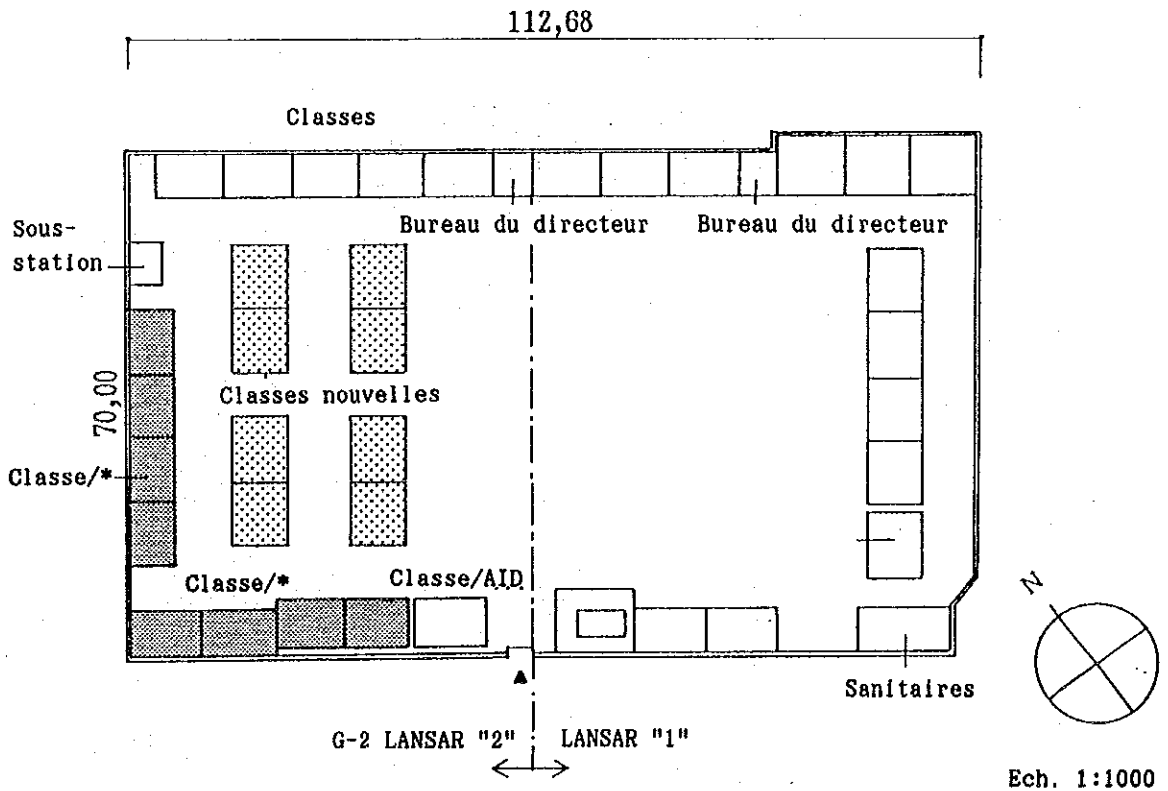 112,68
Classes
Bureau du directeur
Bureau du directeur
Sous-
station
70,00
Classes nouvelles
Classe/*
Classe/*
Classe/AID
A
Sanitaires
N
G-2 LANSAR "2"
LANSAR "1"
Ech. 1:1000